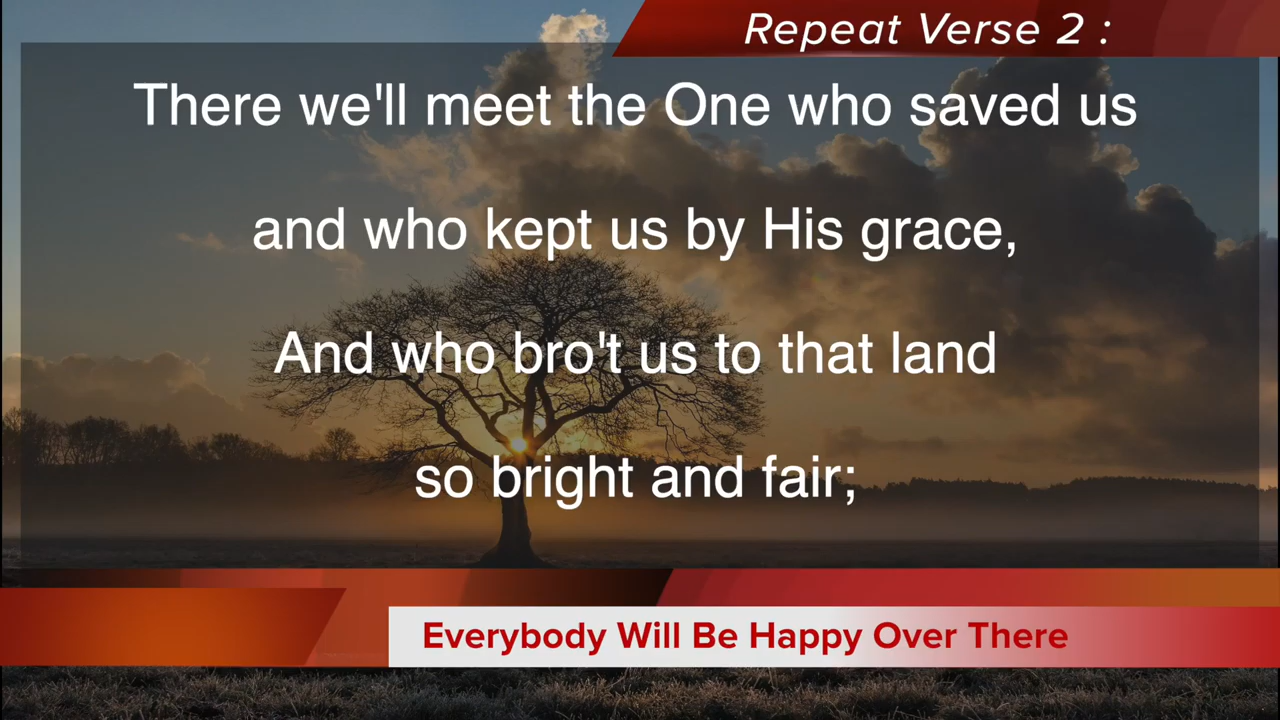 Repeat Verse 2 :
There we'll meet the One who saved us
and who kept us by His grace,
And who bro't us to that land
so bright and fair;
Everybody Will Be Happy Over There